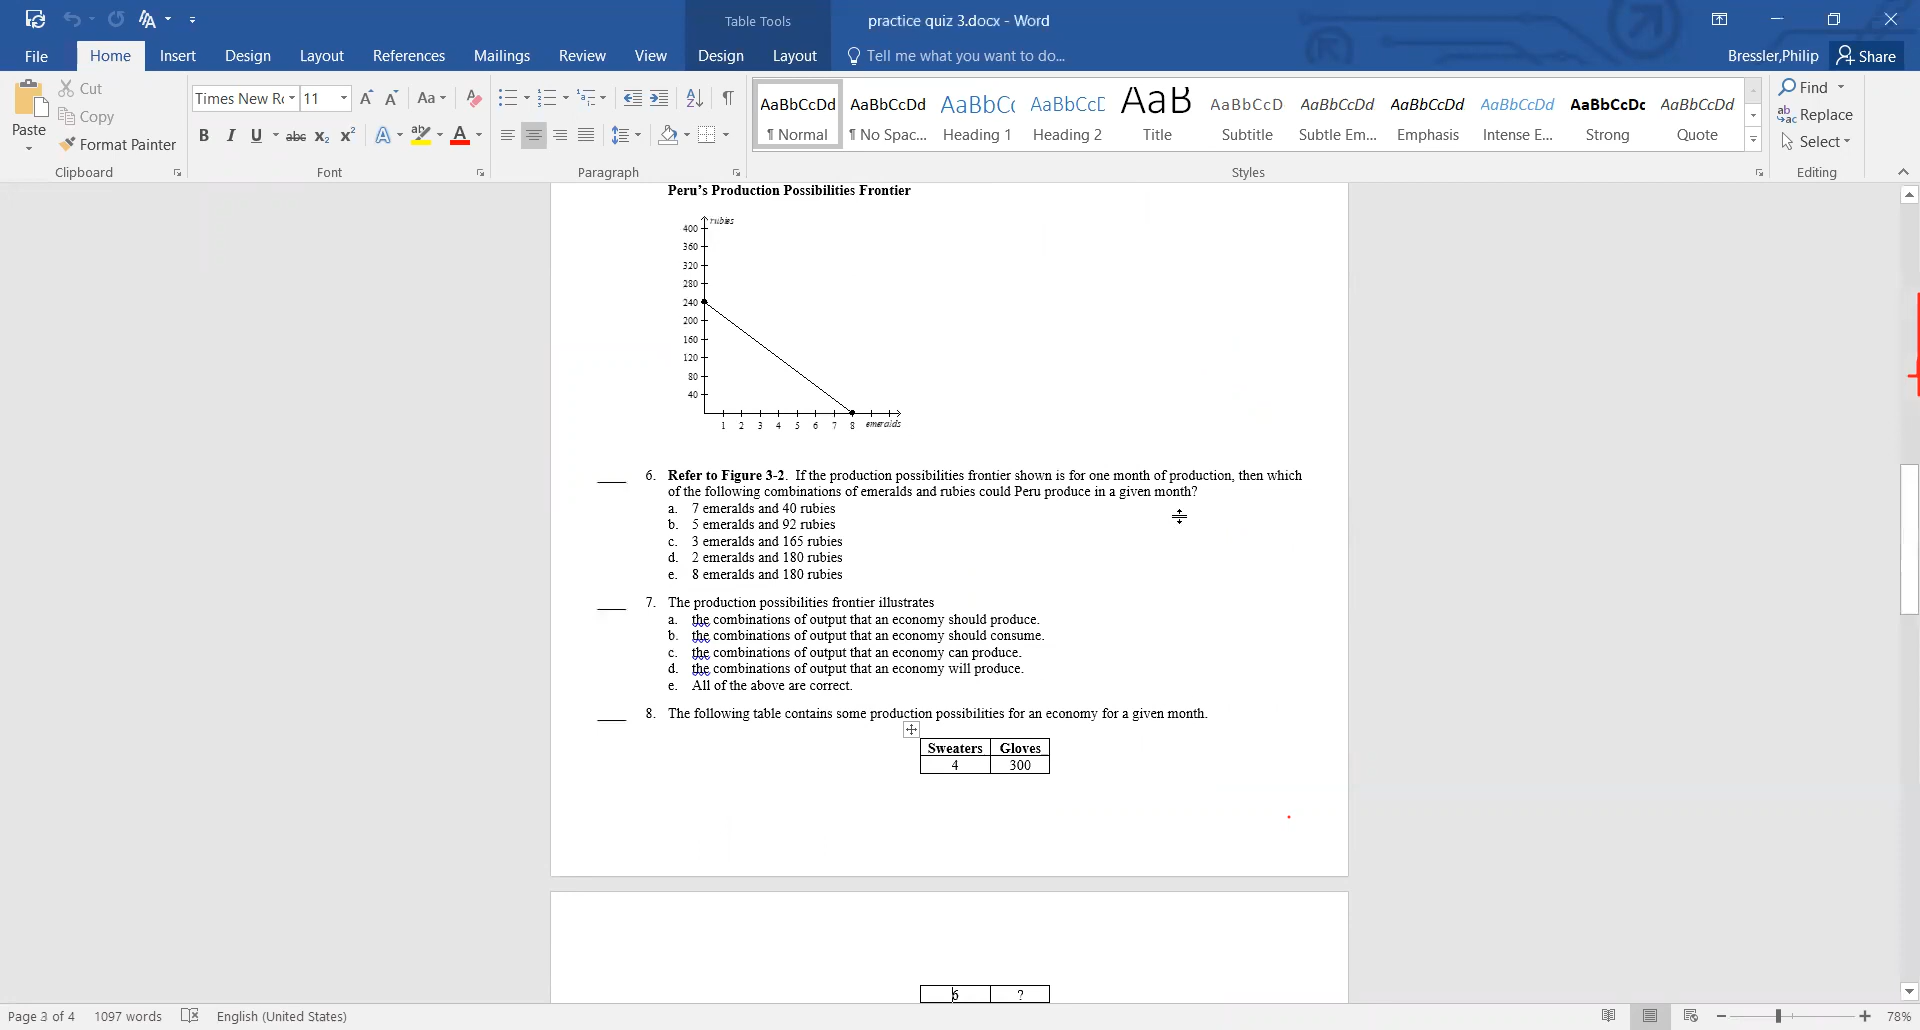 Table Tools
practice quiz 3.docx - Word
File Home Insert Design Layout References Mailings Review View Design Layout Tell me what you want to do... Bressler,Philip Share
Paste
Cut
Copy
Format Painter
Times New Ro 11
AaBbCcDd AaBbCcDd AaBbCc AaBbCcD AaB AaBbCcD AaBbCcDd AaBbCcDd AaBbCcDd AaBbCcDc AaBbCcDd
¶ Normal ¶ No Spac... Heading 1 Heading 2 Title Subtitle Subtle Em... Emphasis Intense E... Strong Quote
Find
Replace
Select
Clipboard Font Paragraph Styles Editing
Peru's Production Possibilities Frontier
rubies
400
360
320
280
240
200
160
120
80
40
1 2 3 4 5 6 7 8 emeralds
6. Refer to Figure 3-2. If the production possibilities frontier shown is for one month of production, then which
of the following combinations of emeralds and rubies could Peru produce in a given month?
a. 7 emeralds and 40 rubies
b. 5 emeralds and 92 rubies
c. 3 emeralds and 165 rubies
d. 2 emeralds and 180 rubies
e. 8 emeralds and 180 rubies
7. The production possibilities frontier illustrates
a. the combinations of output that an economy should produce.
b. the combinations of output that an economy should consume.
c. the combinations of output that an economy can produce.
d. the combinations of output that an economy will produce.
e. All of the above are correct.
8. The following table contains some production possibilities for an economy for a given month.
Sweaters Gloves
4 300
6 ?
Page 3 of 4 1097 words English (United States) 78%